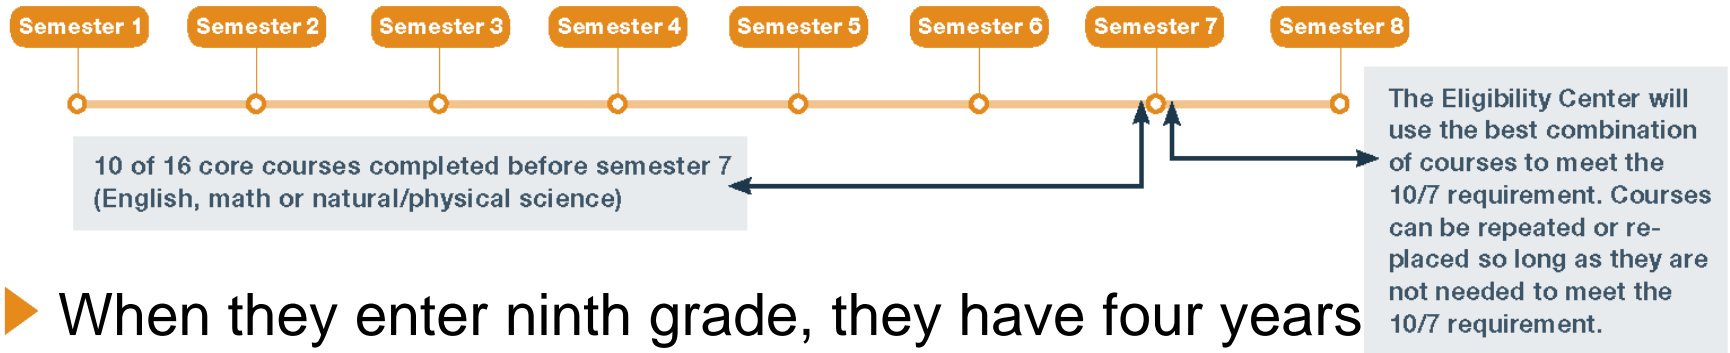 Semester 1
Semester 2
Semester 3
Semester 4
Semester 5
Semester 6
Semester 7
Semester 8
10 of 16 core courses completed before semester 7
(English, math or natural/physical science)
The Eligibility Center will
use the best combination
of courses to meet the
10/7 requirement. Courses
can be repeated or re-
placed so long as they are
not needed to meet the
10/7 requirement.
When they enter ninth grade, they have four years